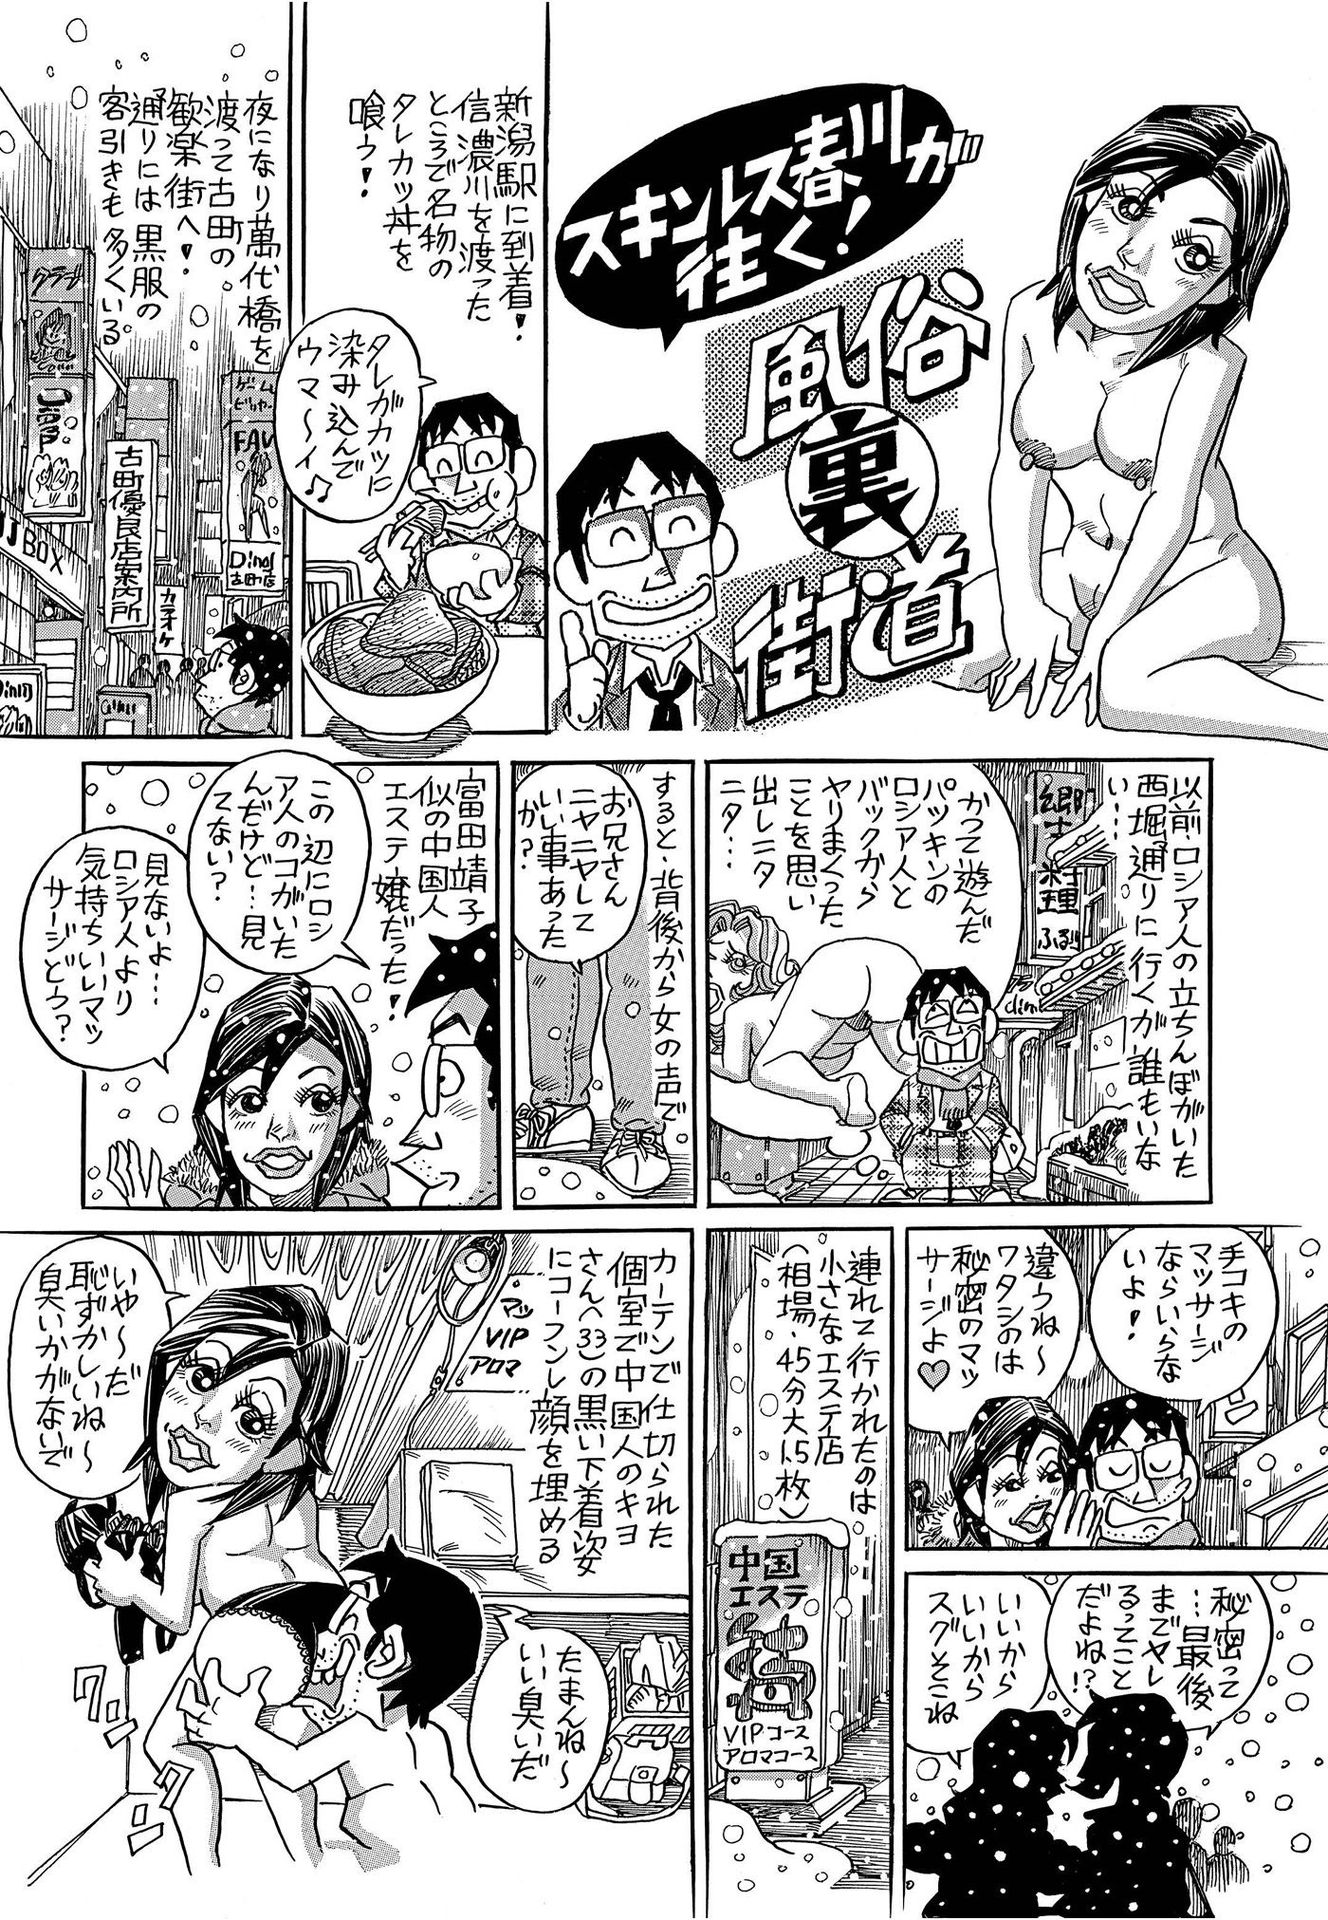 スキンレス春川が
往く!
風俗
裏
街道
新潟駅に到着!
信濃川を渡った
ところで名物の
タレカツ丼を
喰ゥ!
タレがカツに
染み込んで
ウマ〜イ♪
夜になり萬代橋を
渡って古町の
歓楽街へ!
通りには黒服の
客引きも多くいる
クラブ
ゲーム
ビリヤー
FAV
古町優良店案内所
Dinig
古町店
カラオケ
BOX
Dinig
以前ロシア人の立ちんぼがいた
西堀通りに行くが誰もいな
い…
郷土料理
ふるさ
かつて遊んだ
パツキンの
ロシア人と
バックから
ヤリまくった
ことを思い
出しニタ
ニタ…
すると、背後から女の声で
お兄さん
ニヤニヤして
いい事あった
か?
富田靖子
似の中国人
エステ嬢だった!
この辺にロシ
ア人のコがいた
んだけど…見
てない?
見ないよ…
ロシア人より
気持ちいいマッ
サージどう?
手コキの
マッサージ
ならいらな
いよ!
違うね〜
ワタシのは
秘密のマッ
サージよ♥
秘密って
…最後
までヤレ
るってこと
だよね!?
いいから
いいから
スグそこね
連れて行かれたのは
小さなエステ店
(相場・45分大1.5枚)
中国
エステ
VIPコース
アロマコース
カーテンで仕切られた
個室で中国人のキヨ
さん(33)の黒い下着姿
にコーフンし顔を埋める
マッ
VIP
アロマ
いや〜だ
恥ずかしいね〜
臭いかがないで
たまんね〜
いい臭いだ
クンクン